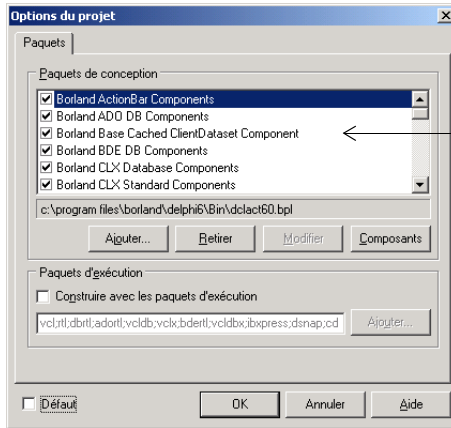 Options du projet
Paquets
Paquets de conception
Borland ActionBar Components
Borland ADO DB Components
Borland Base Cached ClientDataset Component
Borland BDE DB Components
Borland CLX Database Components
Borland CLX Standard Components
c:\program files\borland\delphi6\Bin\dclact60.bpl
Ajouter... Retirer Modifier Composants
Paquets d'exécution
Construire avec les paquets d'exécution
vcl;rtl;dbrtl;adortl;vcldb;vclx;bdertl;vcldbx;ibxpress;dsnap;cd Ajouter...
Défaut OK Annuler Aide